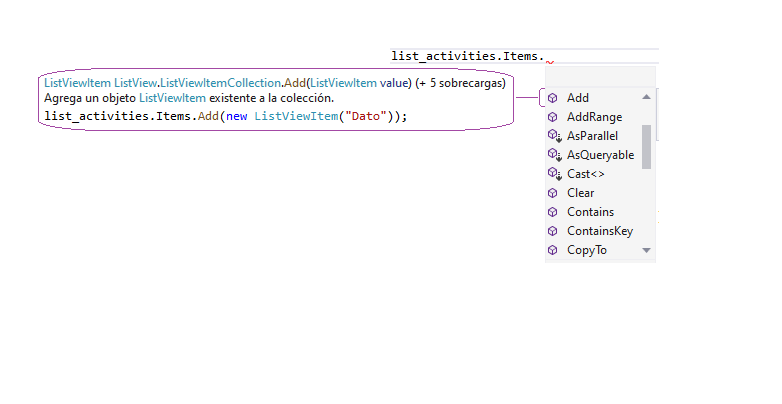 list_activities.Items.
ListViewItem ListView.ListViewItemCollection.Add(ListViewItem value) (+ 5 sobrecargas)
Agrega un objeto ListViewItem existente a la colección.
list_activities.Items.Add(new ListViewItem("Dato"));
Add
AddRange
AsParallel
AsQueryable
Cast<>
Clear
Contains
ContainsKey
CopyTo